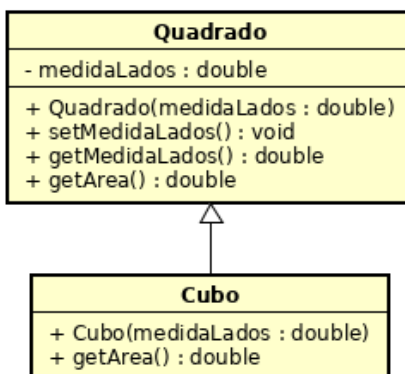 Quadrado
- medidaLados : double
+ Quadrado(medidaLados : double)
+ setMedidaLados() : void
+ getMedidaLados() : double
+ getArea() : double
Cubo
+ Cubo(medidaLados : double)
+ getArea() : double